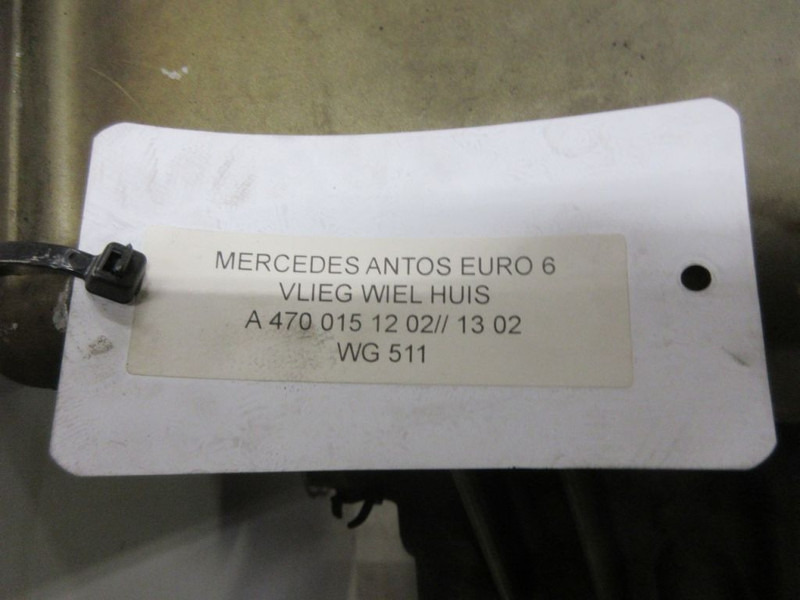 MERCEDES ANTOS EURO 6
VLIEG WIEL HUIS
A 470 015 12 02// 13 02
WG 511